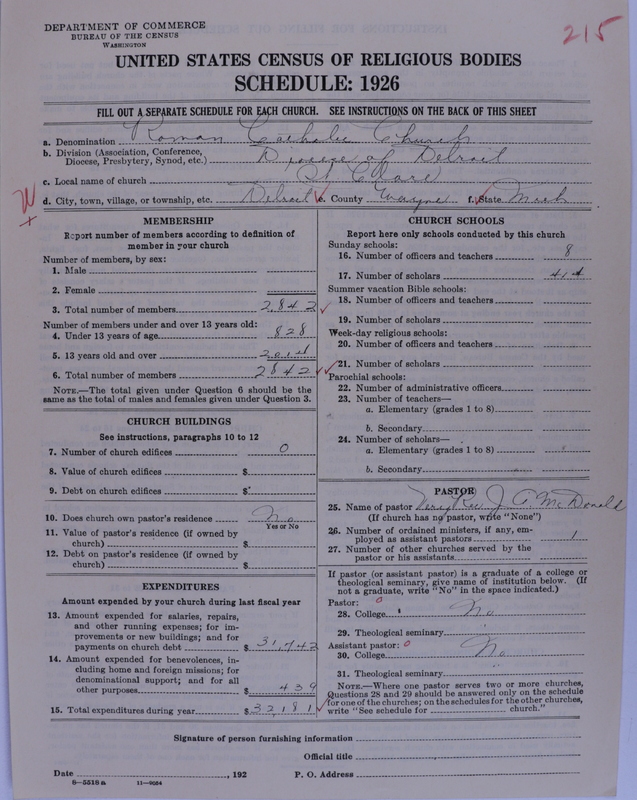 DEPARTMENT OF COMMERCE
BUREAU OF THE CENSUS
WASHINGTON
215
UNITED STATES CENSUS OF RELIGIOUS BODIES
SCHEDULE: 1926
FILL OUT A SEPARATE SCHEDULE FOR EACH CHURCH. SEE INSTRUCTIONS ON THE BACK OF THIS SHEET
a. Denomination Roman Catholic Church
b. Division (Association, Conference, Diocese, Presbytery, Synod, etc.) Diocese of Detroit
c. Local name of church St Clare
d. City, town, village, or township, etc. Detroit e. County Wayne f. State Mich
MEMBERSHIP
Report number of members according to definition of
member in your church
Number of members, by sex:
1. Male
2. Female
3. Total number of members 2,842
Number of members under and over 13 years old:
4. Under 13 years of age 828
5. 13 years old and over 2014
6. Total number of members 2842
NOTE.—The total given under Question 6 should be the
same as the total of males and females given under Question 3.
CHURCH BUILDINGS
See instructions, paragraphs 10 to 12
7. Number of church edifices 0
8. Value of church edifices $
9. Debt on church edifices $
10. Does church own pastor's residence No
Yes or No
11. Value of pastor's residence (if owned by
church) $
12. Debt on pastor's residence (if owned by
church) $
EXPENDITURES
Amount expended by your church during last fiscal year
13. Amount expended for salaries, repairs,
and other running expenses; for im-
provements or new buildings; and for
payments on church debt $ 31,742
14. Amount expended for benevolences, in-
cluding home and foreign missions; for
denominational support; and for all
other purposes $ 439
15. Total expenditures during year $ 32,181
CHURCH SCHOOLS
Report here only schools conducted by this church
Sunday schools:
16. Number of officers and teachers 8
17. Number of scholars 414
Summer vacation Bible schools:
18. Number of officers and teachers
19. Number of scholars
Week-day religious schools:
20. Number of officers and teachers
21. Number of scholars
Parochial schools:
22. Number of administrative officers
23. Number of teachers—
a. Elementary (grades 1 to 8)
b. Secondary
24. Number of scholars—
a. Elementary (grades 1 to 8)
b. Secondary
PASTOR
25. Name of pastor Very Rev J. A McDonald
(If church has no pastor, write "None")
26. Number of ordained ministers, if any, em-
ployed as assistant pastors 1
27. Number of other churches served by the
pastor or his assistants
If pastor (or assistant pastor) is a graduate of a college or
theological seminary, give name of institution below. (If
not a graduate, write "No" in the space indicated.)
Pastor: 0
28. College No
29. Theological seminary
Assistant pastor: 0
30. College No
31. Theological seminary
NOTE.—Where one pastor serves two or more churches,
Questions 28 and 29 should be answered only on the schedule
for one of the churches; on the schedules for the other churches,
write "See schedule for church."
Signature of person furnishing information
Official title
Date , 192 P. O. Address
8—5518a 11—9054